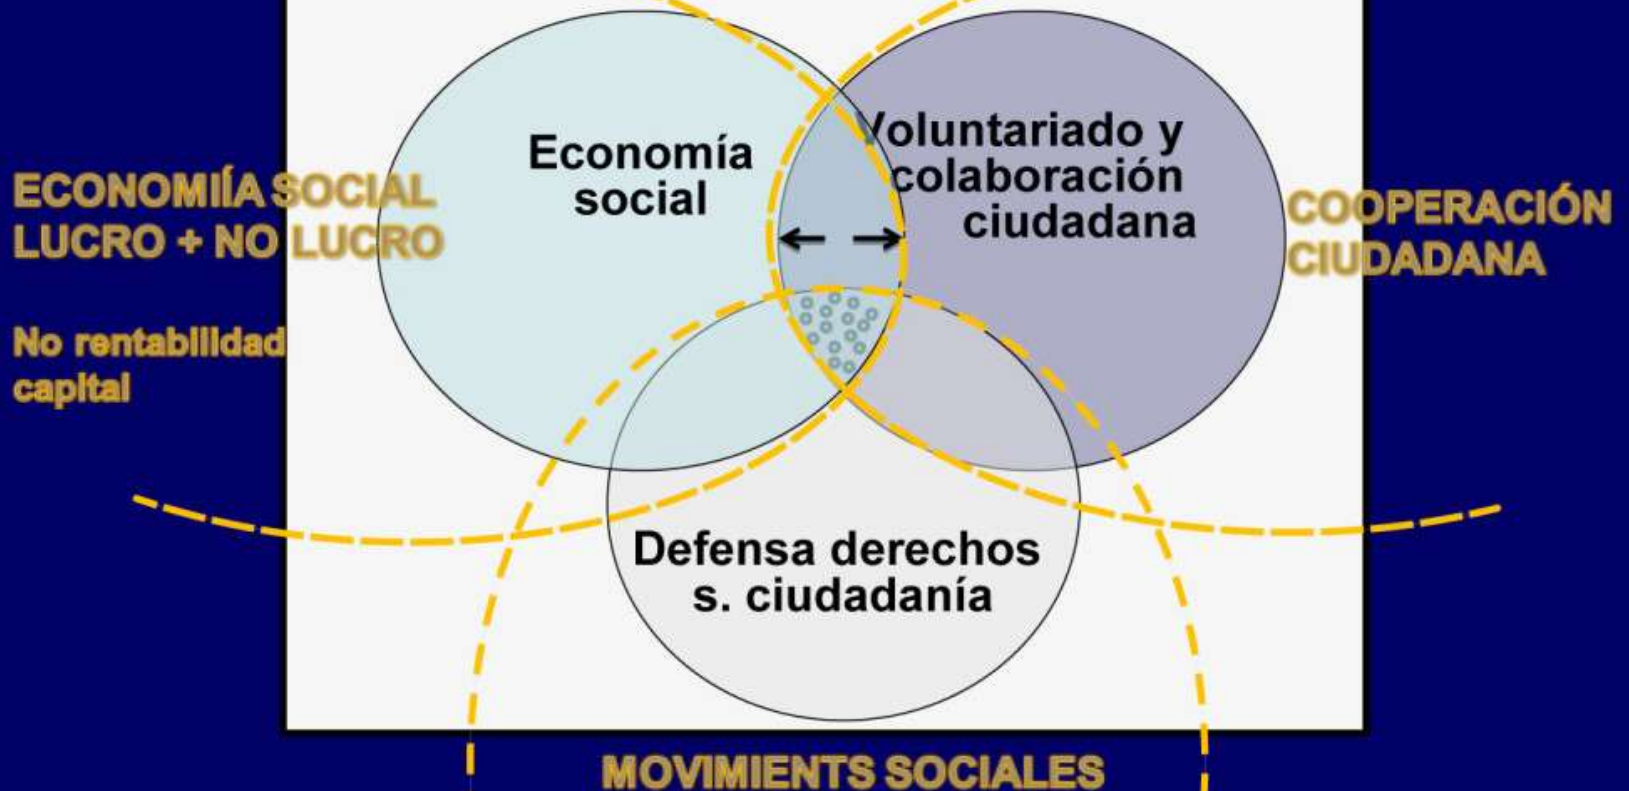 Economía
social
Voluntariado y
colaboración
ciudadana
ECONOMIÍA SOCIAL
LUCRO + NO LUCRO
COOPERACIÓN
CIUDADANA
No rentabilidad
capital
Defensa derechos
s. ciudadanía
MOVIMIENTS SOCIALES